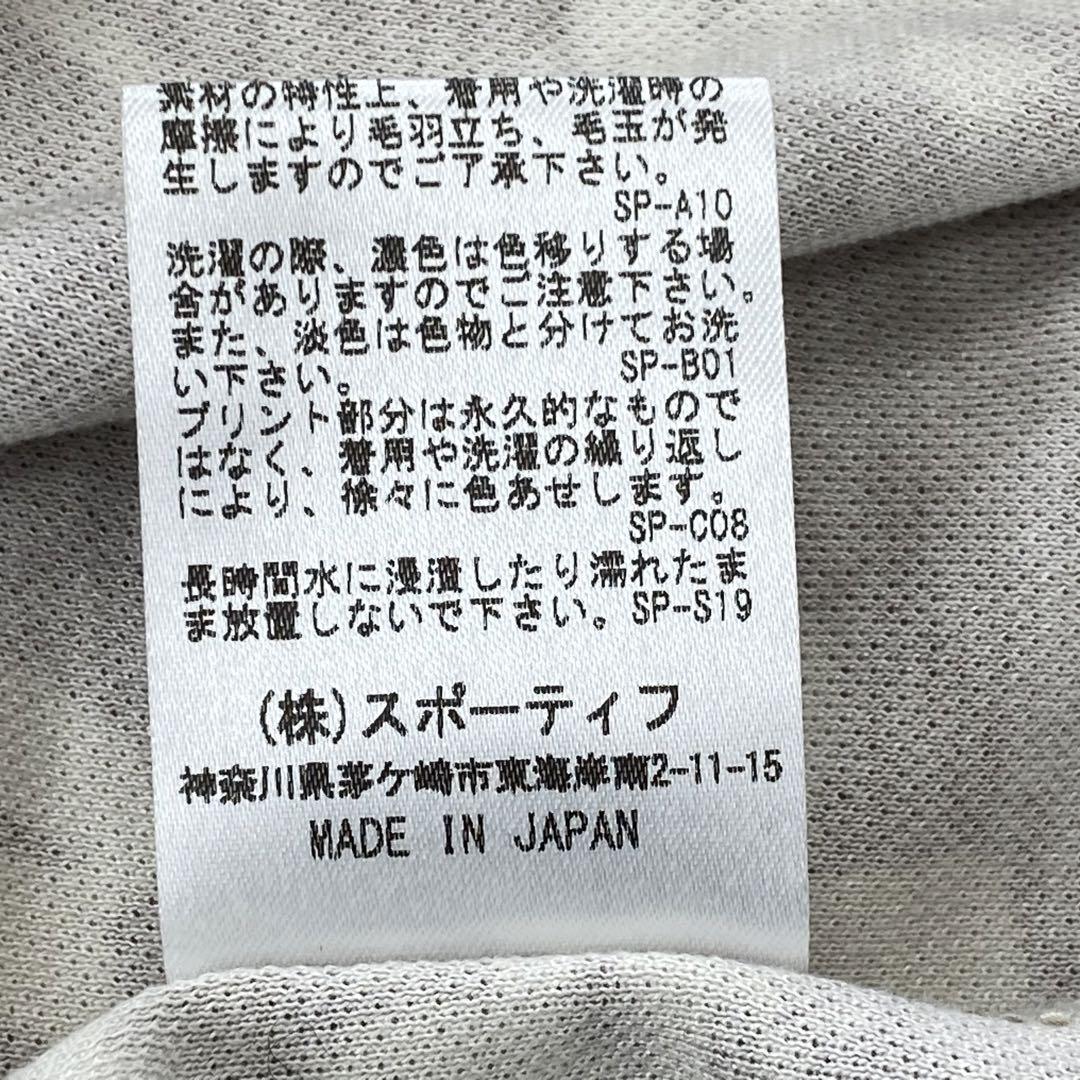 素材の特性上、着用や洗濯時の
摩擦により毛羽立ち、毛玉が発
生しますのでご了承下さい。
SP-A10
洗濯の際、濃色は色移りする場
合がありますのでご注意下さい。
また、淡色は色物と分けてお洗
い下さい。
SP-B01
プリント部分は永久的なもので
はなく、着用や洗濯の繰り返し
により、徐々に色あせします。
SP-C08
長時間水に浸漬したり濡れたま
ま放置しないで下さい。SP-S19
(株)スポーティフ
神奈川県茅ケ崎市東海岸南2-11-15
MADE IN JAPAN